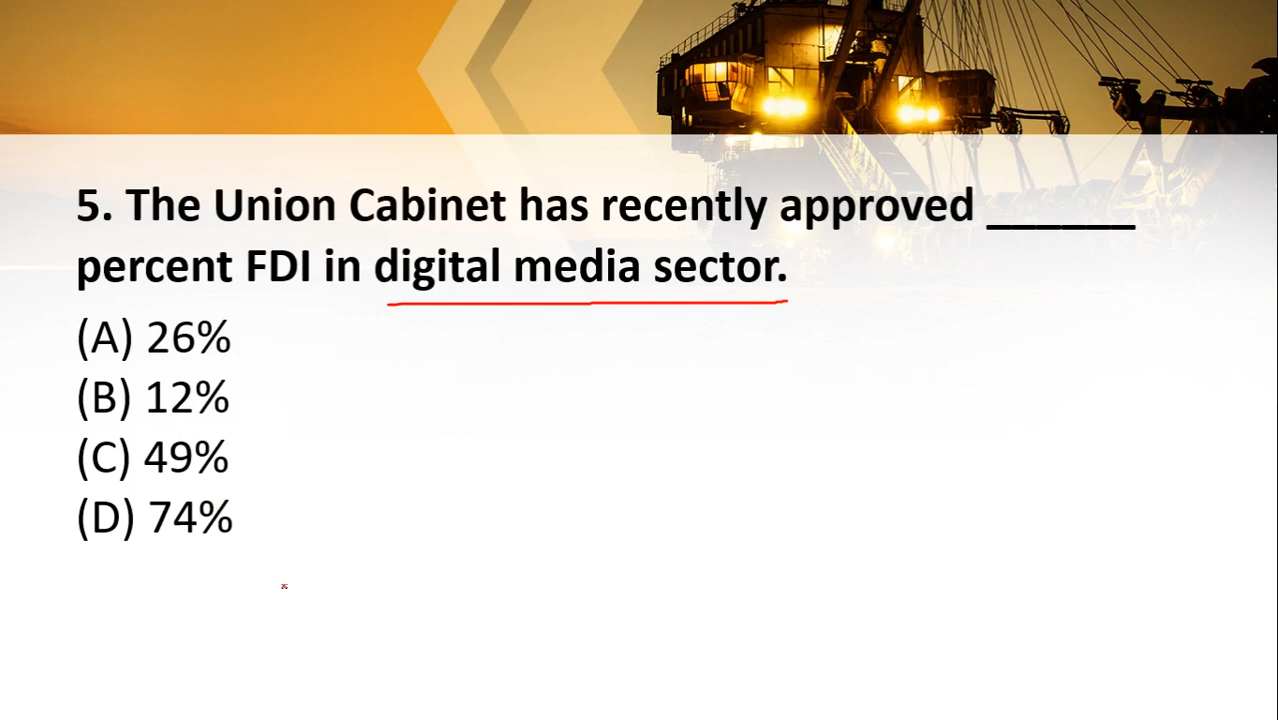 5. The Union Cabinet has recently approved ______
percent FDI in digital media sector.
(A) 26%
(B) 12%
(C) 49%
(D) 74%